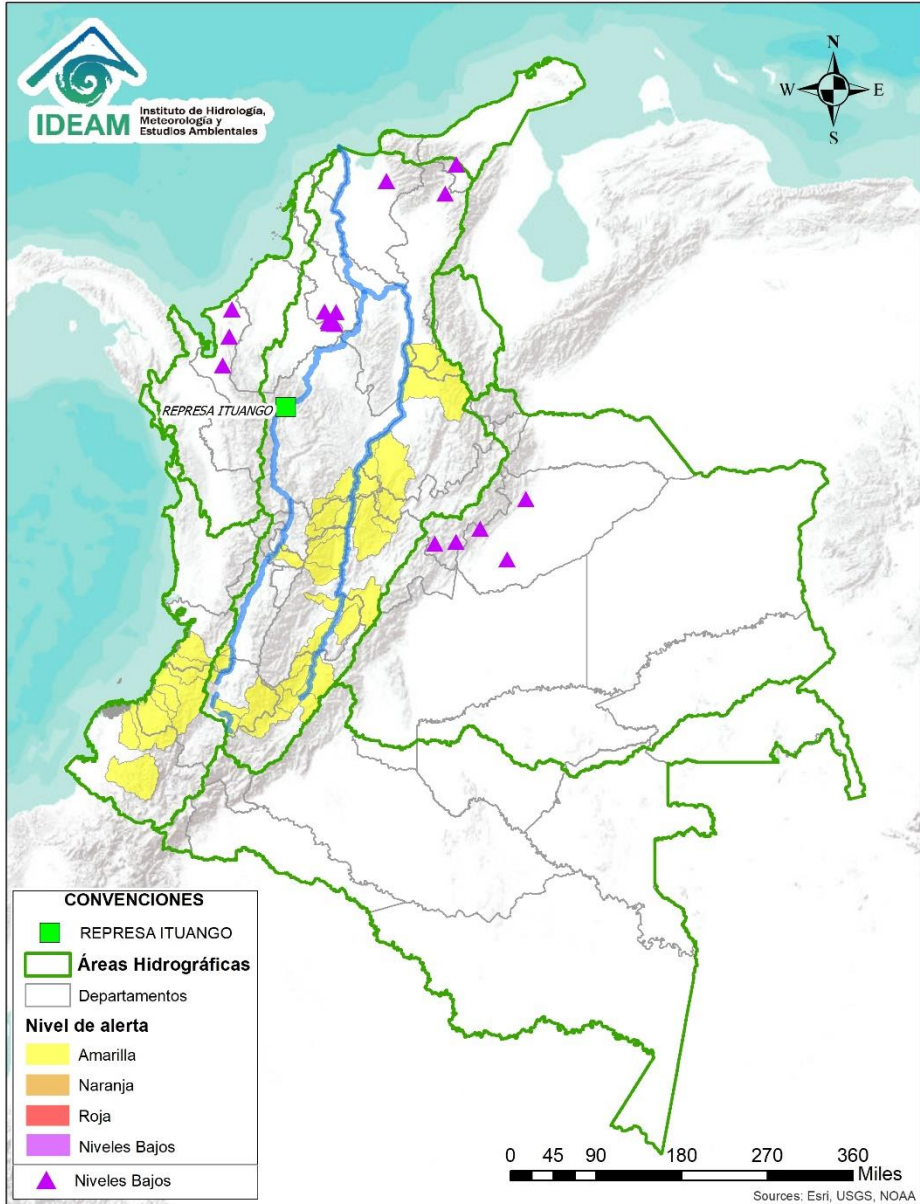 IDEAM
Instituto de Hidrología,
Meteorología y
Estudios Ambientales
N
W
E
S
REPRESA ITUANGO
CONVENCIONES
REPRESA ITUANGO
Áreas Hidrográficas
Departamentos
Nivel de alerta
Amarilla
Naranja
Roja
Niveles Bajos
Niveles Bajos
0 45 90 180 270 360
Miles
Sources: Esri, USGS, NOAA